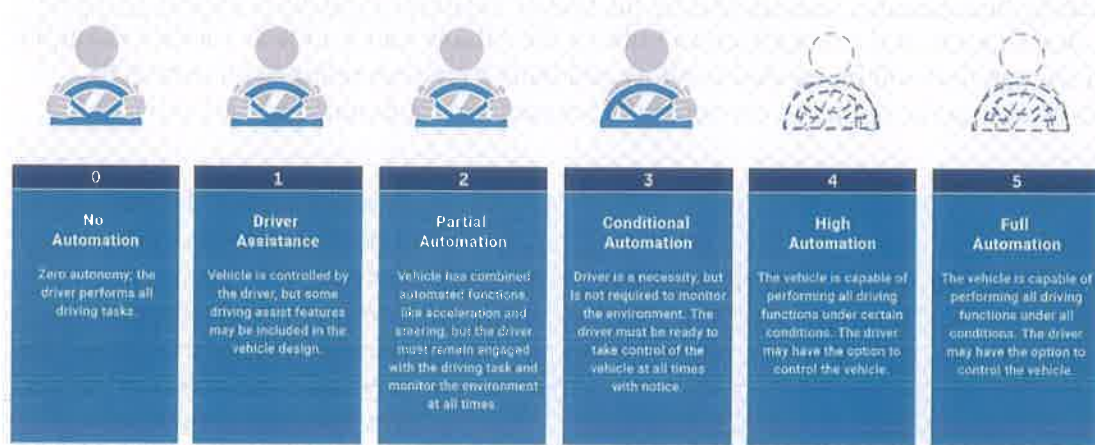 0
No
Automation
Zero autonomy; the
driver performs all
driving tasks.
1
Driver
Assistance
Vehicle is controlled by
the driver, but some
driving assist features
may be included in the
vehicle design.
2
Partial
Automation
Vehicle has combined
automated functions,
like acceleration and
steering, but the driver
must remain engaged
with the driving task and
monitor the environment
at all times.
3
Conditional
Automation
Driver is a necessity, but
is not required to monitor
the environment. The
driver must be ready to
take control of the
vehicle at all times
with notice.
4
High
Automation
The vehicle is capable of
performing all driving
functions under certain
conditions. The driver
may have the option to
control the vehicle.
5
Full
Automation
The vehicle is capable of
performing all driving
functions under all
conditions. The driver
may have the option to
control the vehicle.